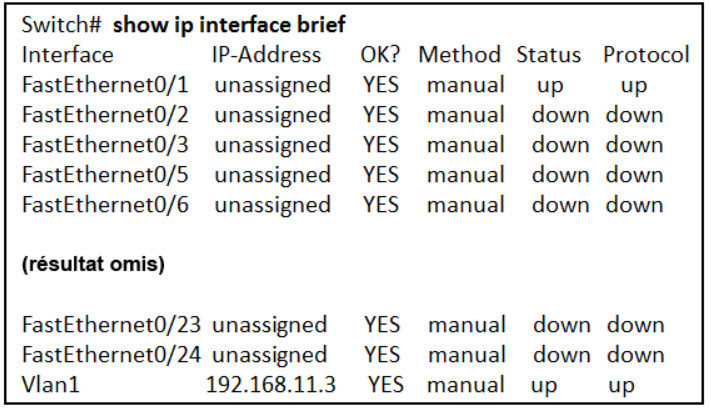 Switch# show ip interface brief
Interface IP-Address OK? Method Status Protocol
FastEthernet0/1 unassigned YES manual up up
FastEthernet0/2 unassigned YES manual down down
FastEthernet0/3 unassigned YES manual down down
FastEthernet0/5 unassigned YES manual down down
FastEthernet0/6 unassigned YES manual down down
(résultat omis)
FastEthernet0/23 unassigned YES manual down down
FastEthernet0/24 unassigned YES manual down down
Vlan1 192.168.11.3 YES manual up up